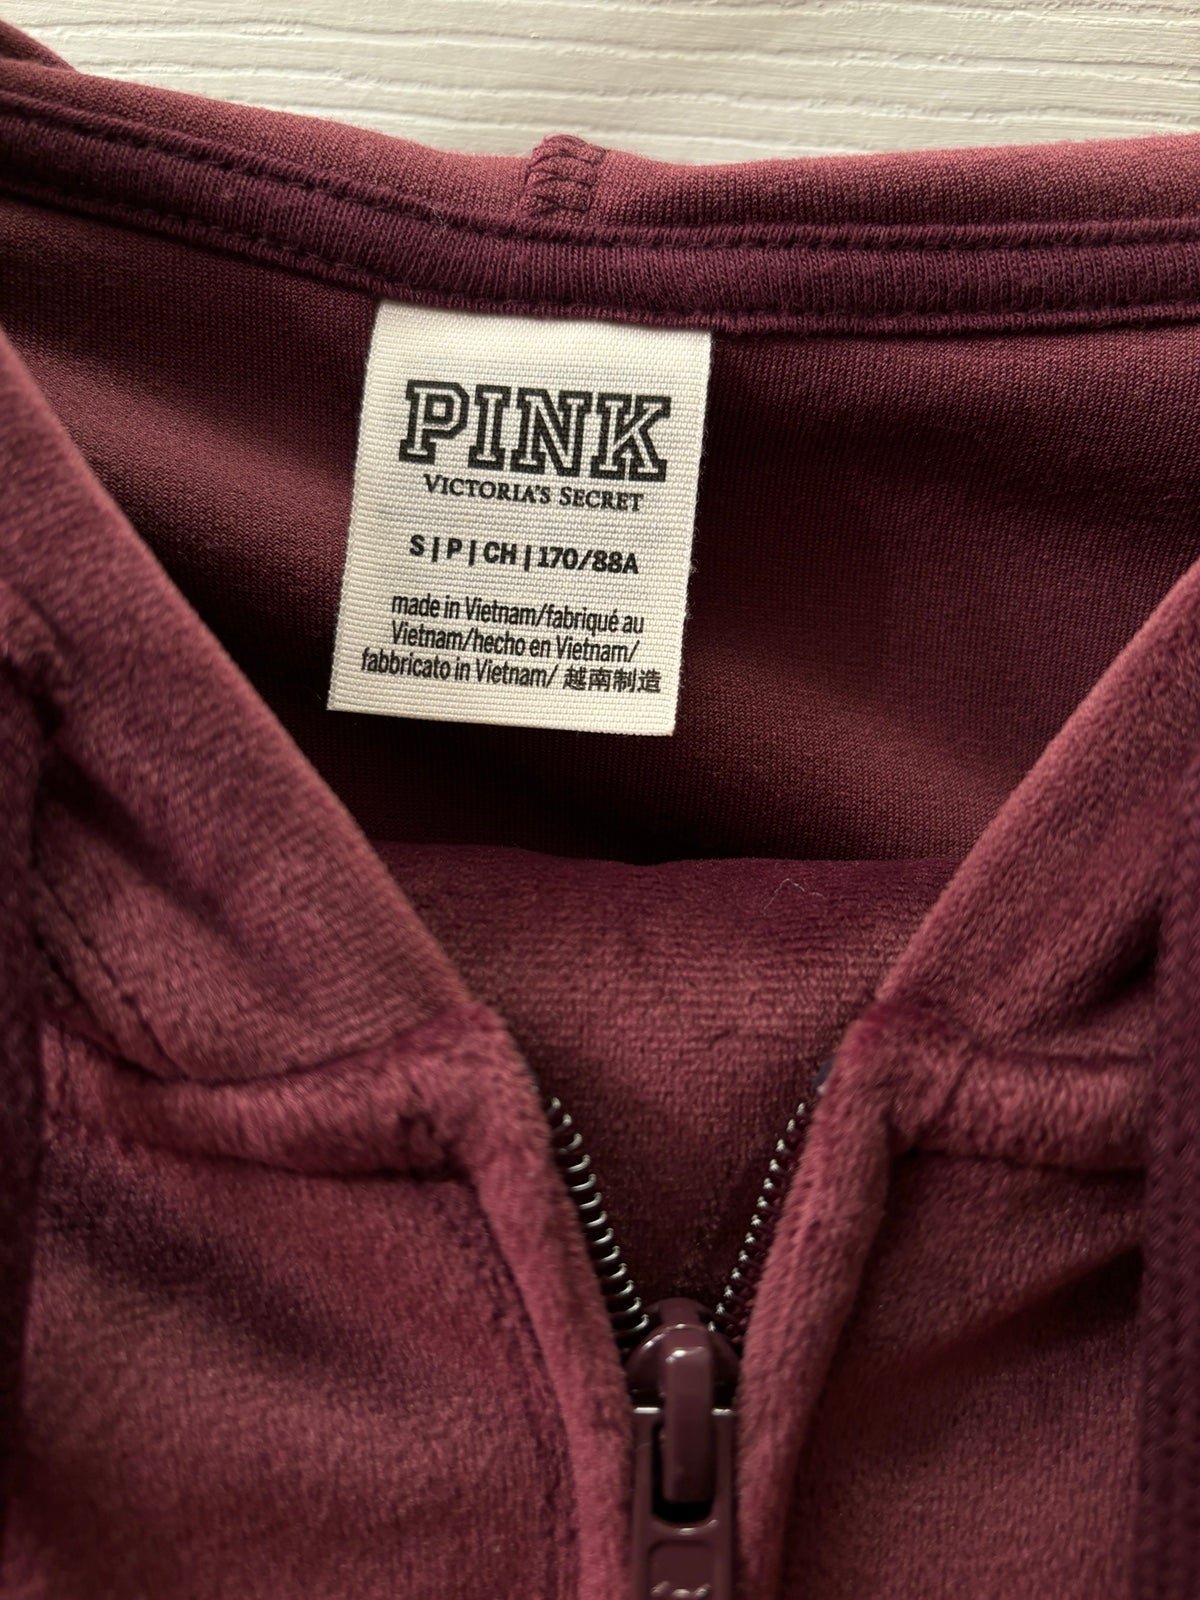 PINK
VICTORIA'S SECRET
S | P | CH | 170/88A
made in Vietnam/fabriqué au
Vietnam/hecho en Vietnam/
fabbricato in Vietnam/ 越南制造